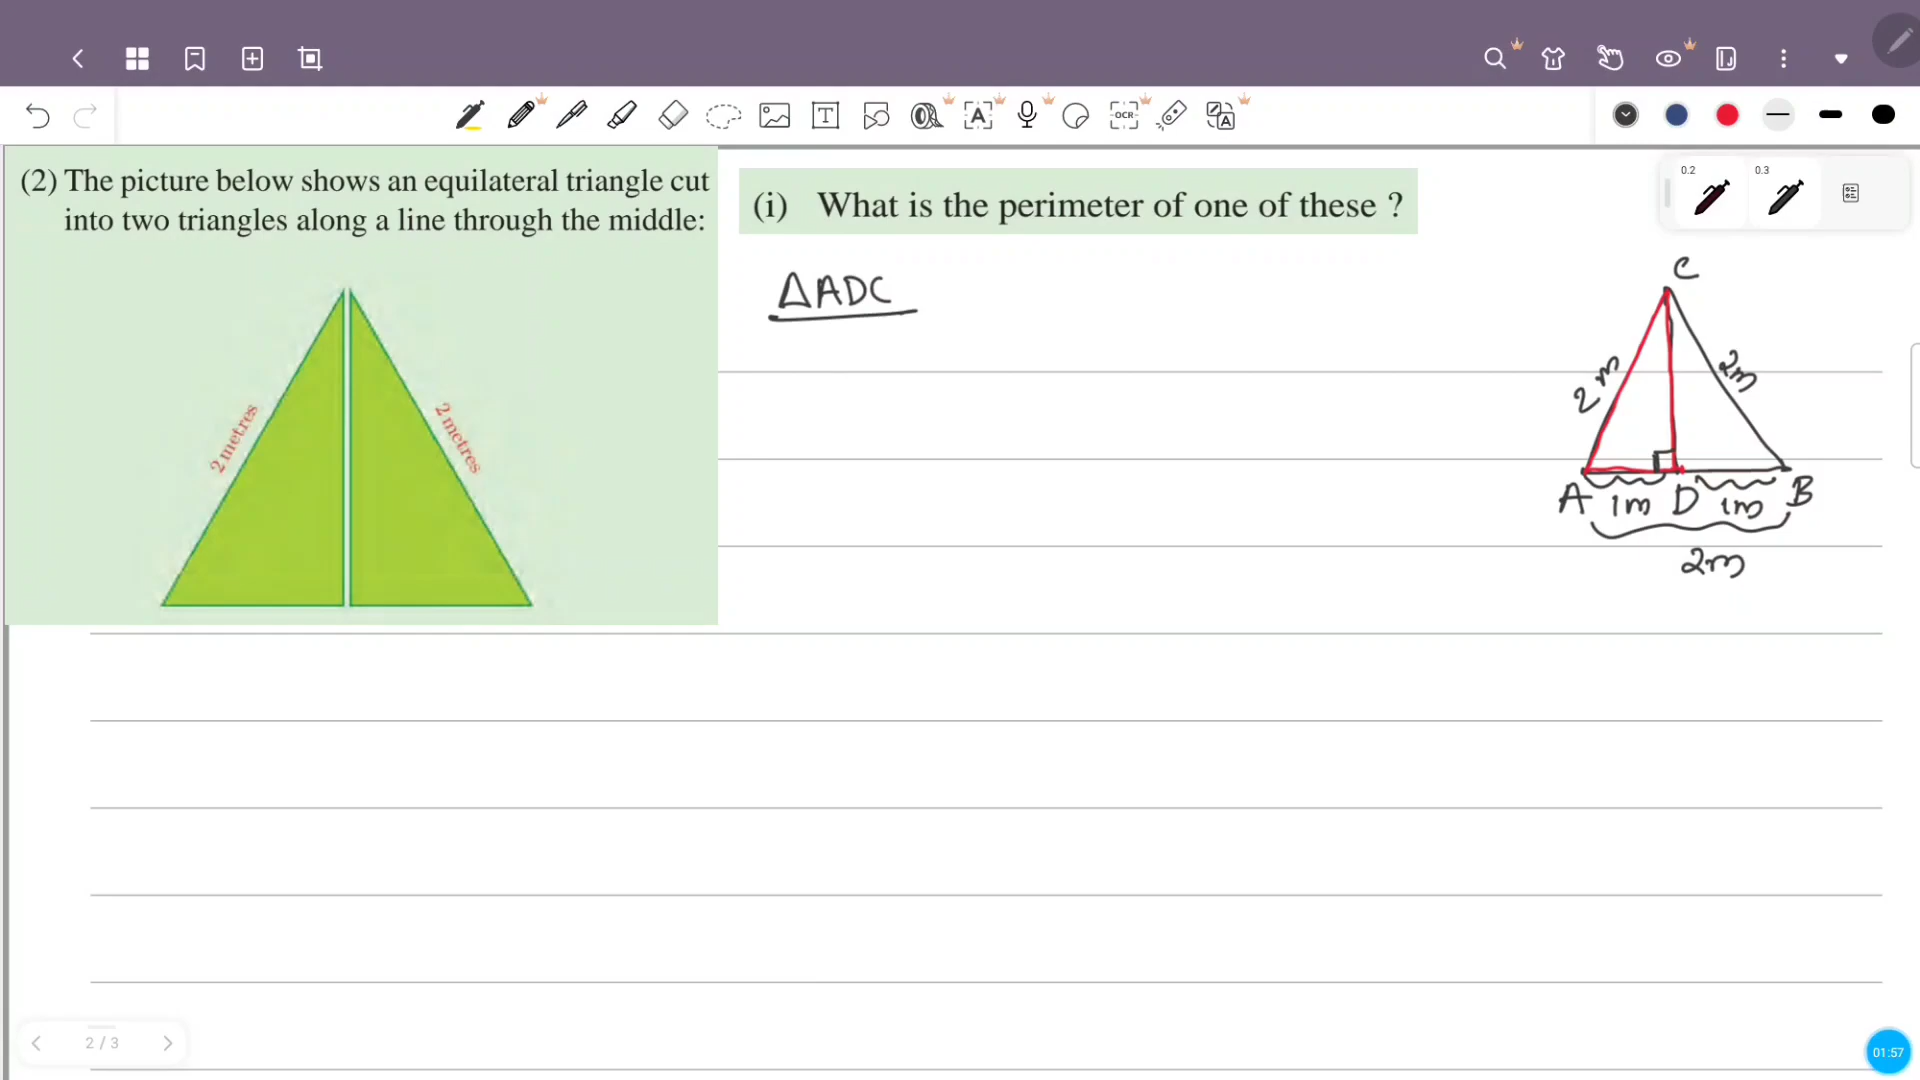 (2) The picture below shows an equilateral triangle cut
into two triangles along a line through the middle:
2 metres
2 metres
(i) What is the perimeter of one of these ?
ΔADC
C
2m
2m
A 1m D 1m B
2m
0.2
0.3
T
A
OCR
A
2 / 3
01:57